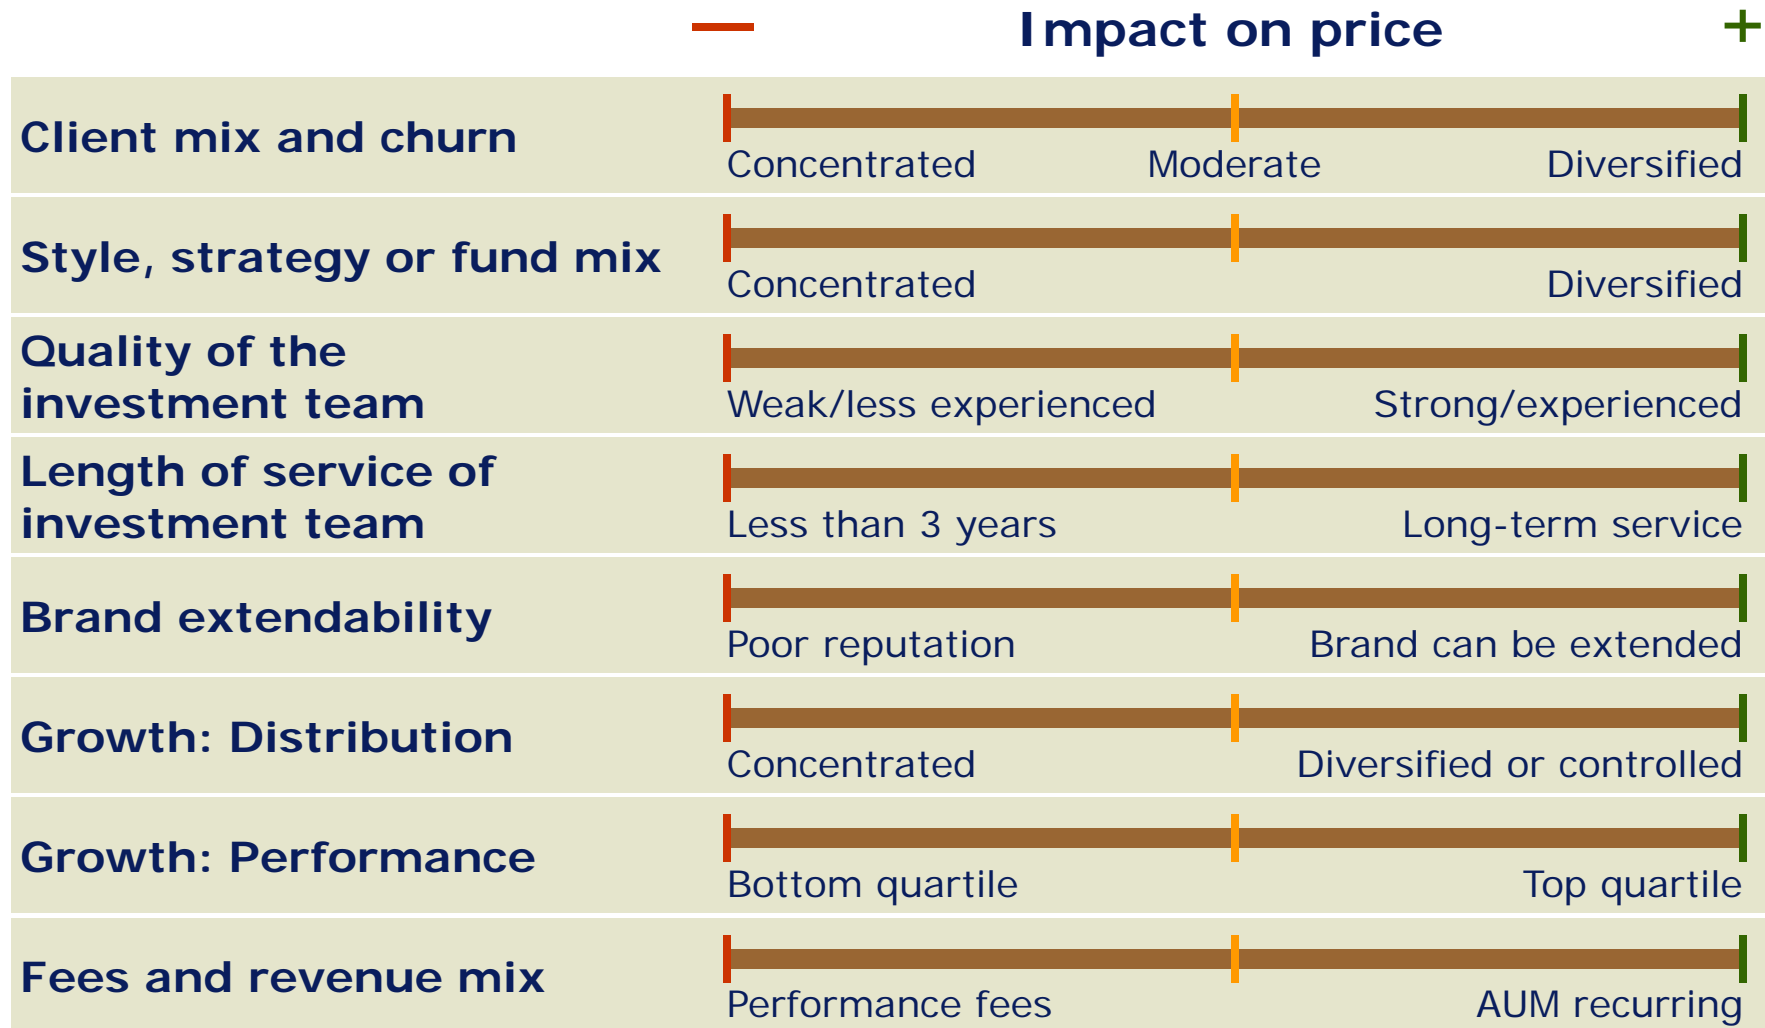 — Impact on price +
Client mix and churn
Concentrated Moderate Diversified
Style, strategy or fund mix
Concentrated Diversified
Quality of the
investment team
Weak/less experienced Strong/experienced
Length of service of
investment team
Less than 3 years Long-term service
Brand extendability
Poor reputation Brand can be extended
Growth: Distribution
Concentrated Diversified or controlled
Growth: Performance
Bottom quartile Top quartile
Fees and revenue mix
Performance fees AUM recurring